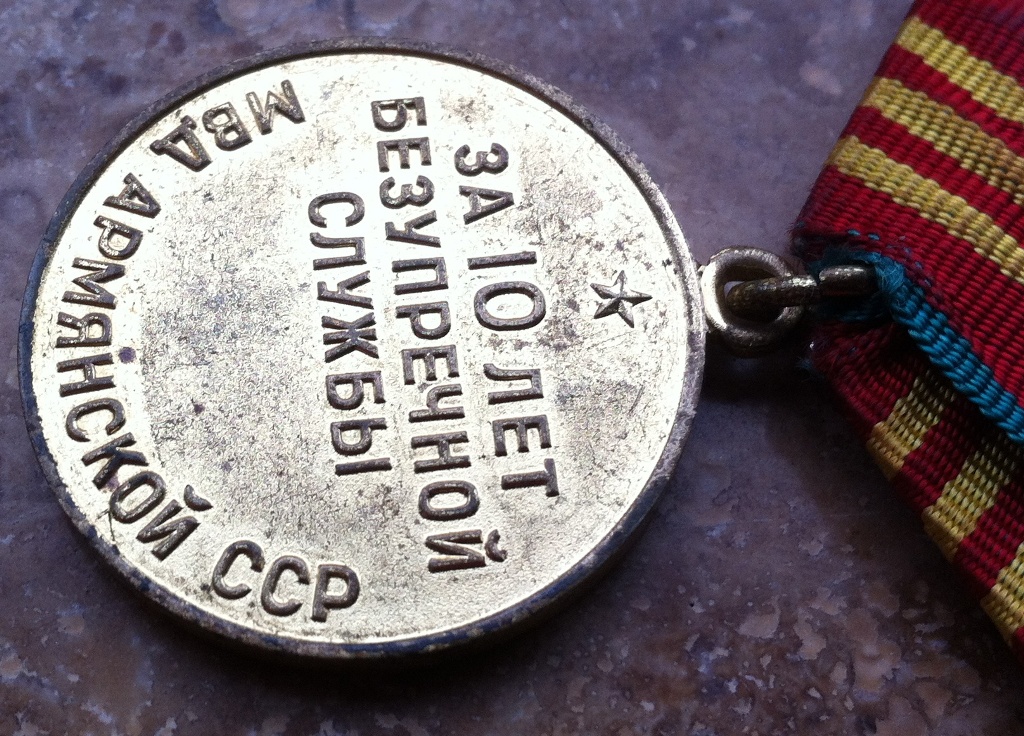 ЗА 10 ЛЕТ
БЕЗУПРЕЧНОЙ
СЛУЖБЫ
МВД АРМЯНСКОЙ ССР